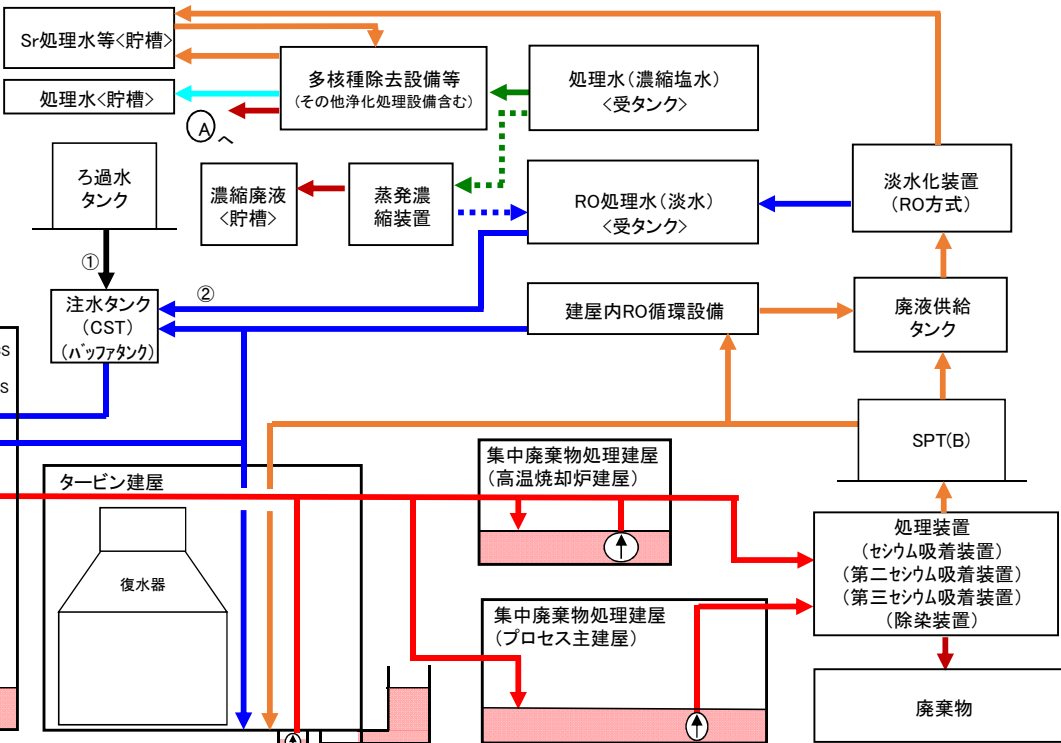 Sr処理水等<貯槽>
処理水<貯槽>
多核種除去設備等
(その他浄化処理設備含む)
処理水(濃縮塩水)
<受タンク>
Aへ
ろ過水
タンク
濃縮廃液
<貯槽>
蒸発濃
縮装置
RO処理水(淡水)
<受タンク>
淡水化装置
(RO方式)
①
②
注水タンク
(CST)
(バッファタンク)
建屋内RO循環設備
廃液供給
タンク
SPT(B)
タービン建屋
復水器
集中廃棄物処理建屋
(高温焼却炉建屋)
集中廃棄物処理建屋
(プロセス主建屋)
処理装置
(セシウム吸着装置)
(第二セシウム吸着装置)
(第三セシウム吸着装置)
(除染装置)
廃棄物